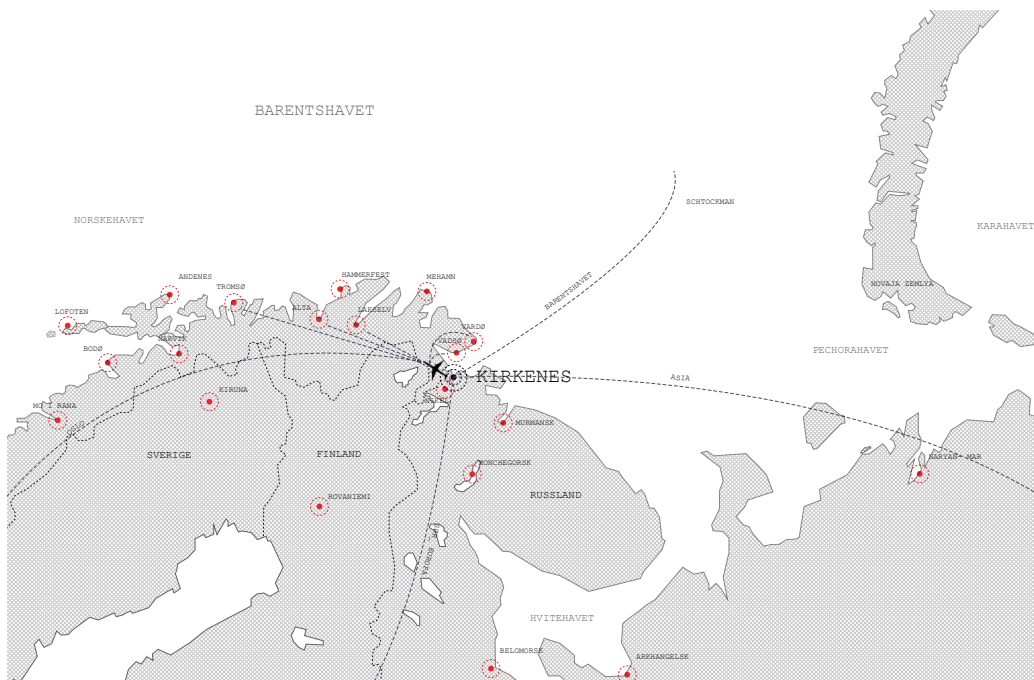 BARENTSHAVET
SCHTOCKMAN
NORSKEHAVET
KARAHAVET
ANDENES
HAMMERFEST
MEHAMN
TROMSØ
BARENTSHAVET
NOVAJA ZEMLYA
LOFOTEN
ALTA
LAKSELV
VARDØ
NARVIK
VADSØ
BODØ
PECHORAHAVET
KIRKENES
ASIA
KIRUNA
MO I RANA
MURMANSK
OSLO
SVERIGE
FINLAND
MONCHEGORSK
NARYAN- MAR
ROVANIEMI
RUSSLAND
EUROPA
HVITEHAVET
BELOMORSK
ARKHANGELSK